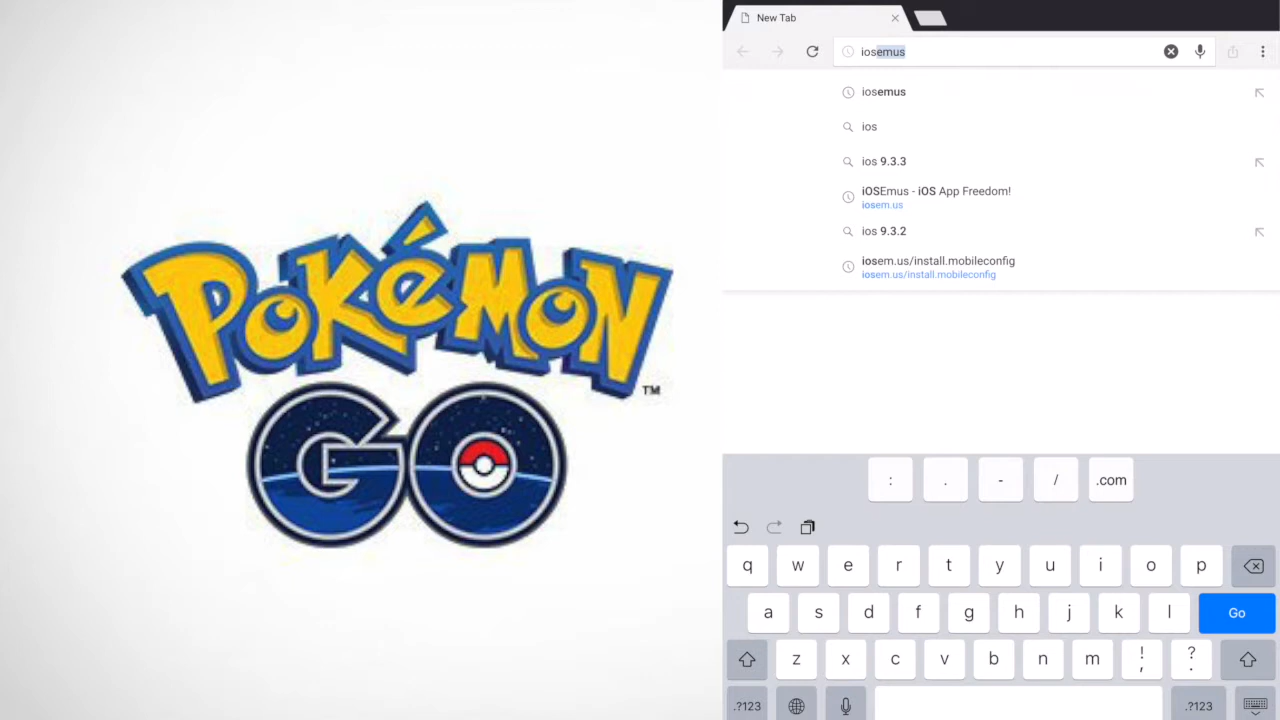 POKéMON
TM
GO
New Tab
iosemus
iosemus
ios
ios 9.3.3
iOSEmus - iOS App Freedom!
iosem.us
ios 9.3.2
iosem.us/install.mobileconfig
iosem.us/install.mobileconfig
: . - / .com
q w e r t y u i o p
a s d f g h j k l Go
z x c v b n m ! , ? .
.?123 .?123